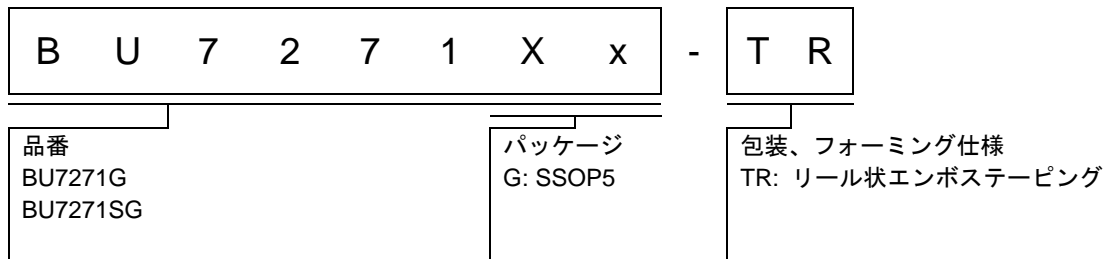 B U 7 2 7 1 X x - T R
品番
BU7271G
BU7271SG
パッケージ
G: SSOP5
包装、フォーミング仕様
TR: リール状エンボステーピング